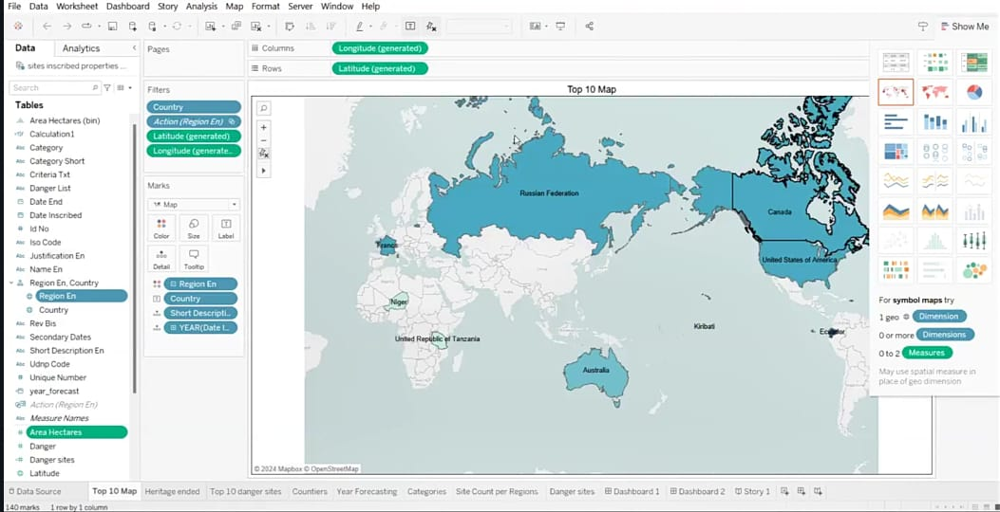 File Data Worksheet Dashboard Story Analysis Map Format Server Window Help
Show Me
Data Analytics
sites inscribed properties ...
Search
Tables
Area Hectares (bin)
Calculation1
Category
Category Short
Criteria Txt
Danger List
Date End
Date Inscribed
Id No
Iso Code
Justification En
Name En
Region En, Country
Region En
Country
Rev Bis
Secondary Dates
Short Description En
Udnp Code
Unique Number
year_forecast
Action (Region En)
Measure Names
Area Hectares
Danger
Danger sites
Latitude
Pages
Filters
Country
Action (Region En)
Latitude (generated)
Longitude (generate..
Marks
Map
Color Size Label
Detail Tooltip
Region En
Country
Short Descripti..
YEAR(Date I..
Columns Longitude (generated)
Rows Latitude (generated)
Top 10 Map
Russian Federation
Canada
France
United States of America
Niger
Kiribati
Ecuador
United Republic of Tanzania
Australia
© 2024 Mapbox © OpenStreetMap
For symbol maps try
1 geo Dimension
0 or more Dimensions
0 to 2 Measures
May use spatial measure in
place of geo dimension
Data Source Top 10 Map Heritage ended Top 10 danger sites Countiers Year Forecasting Categories Site Count per Regions Danger sites Dashboard 1 Dashboard 2 Story 1
140 marks 1 row by 1 column